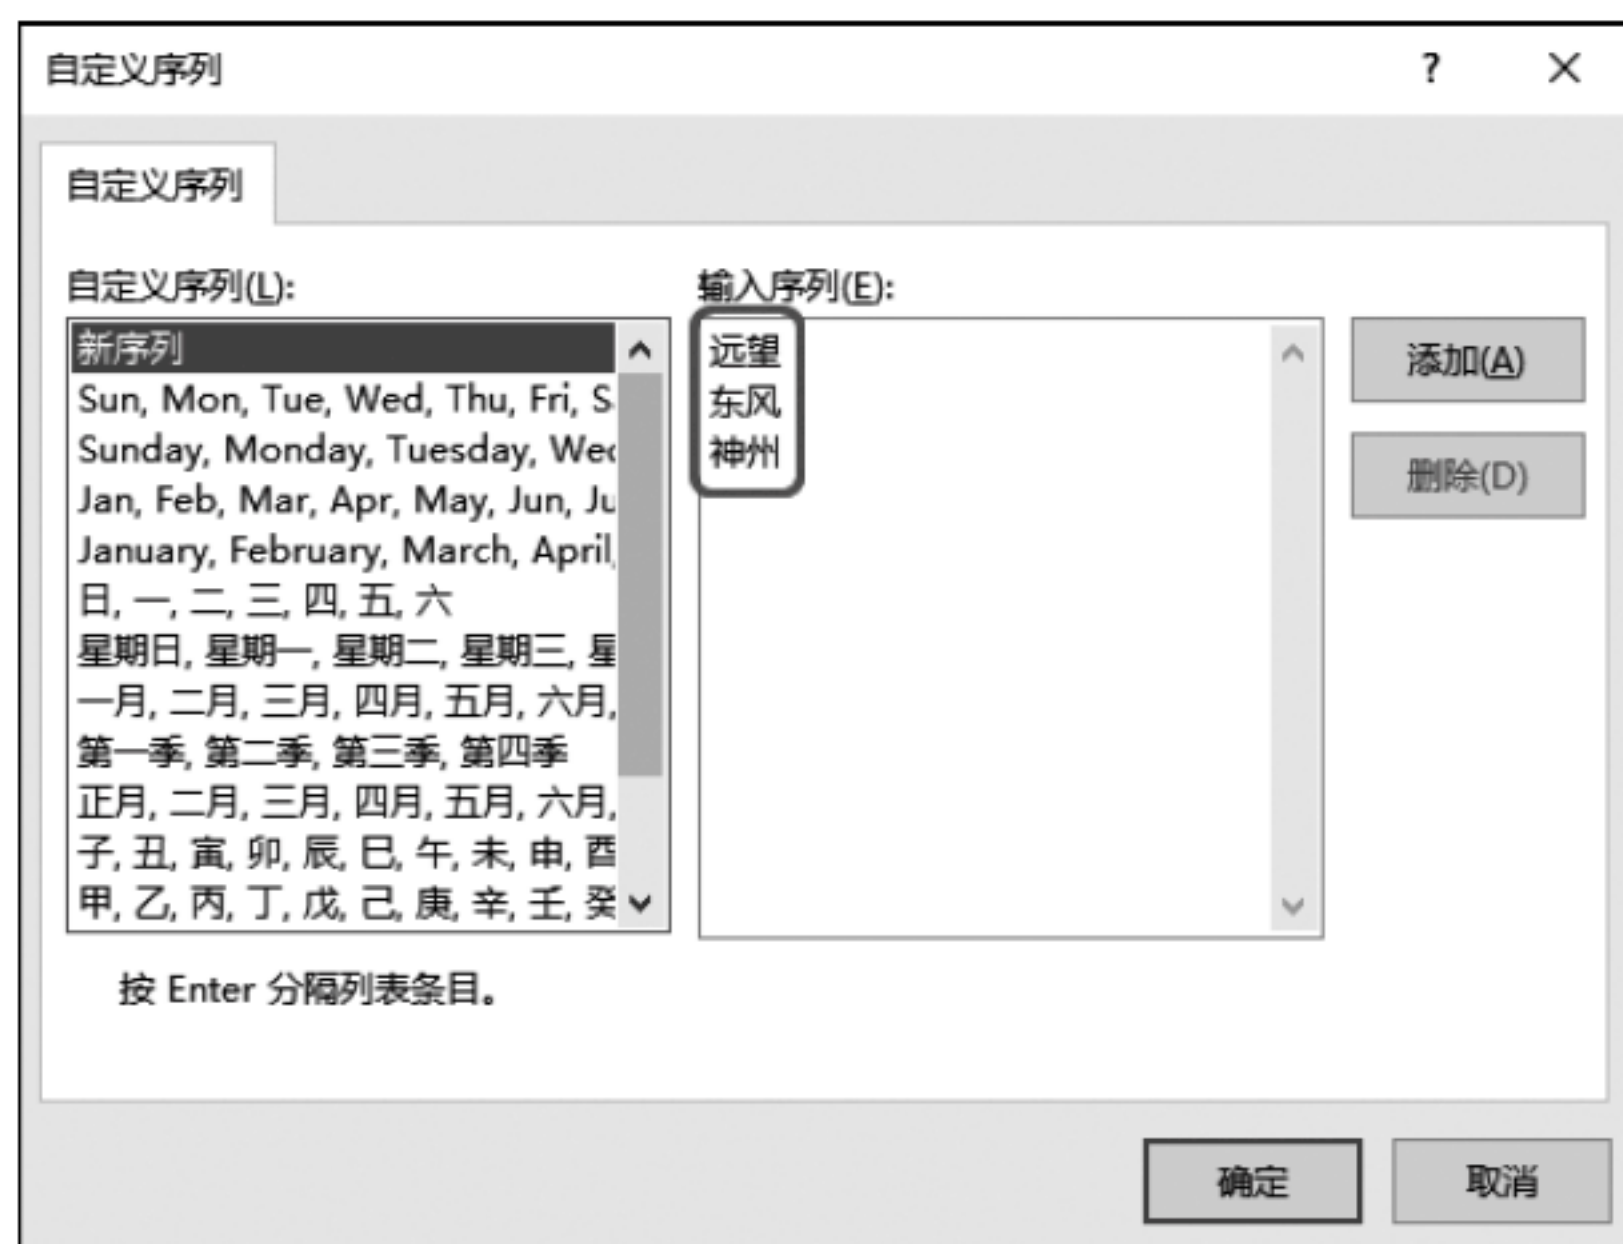 自定义序列 ? ×
自定义序列
自定义序列(L):
新序列
Sun, Mon, Tue, Wed, Thu, Fri, S
Sunday, Monday, Tuesday, Wed
Jan, Feb, Mar, Apr, May, Jun, Ju
January, February, March, April,
日, 一, 二, 三, 四, 五, 六
星期日, 星期一, 星期二, 星期三, 星
一月, 二月, 三月, 四月, 五月, 六月,
第一季, 第二季, 第三季, 第四季
正月, 二月, 三月, 四月, 五月, 六月,
子, 丑, 寅, 卯, 辰, 巳, 午, 未, 申, 酉
甲, 乙, 丙, 丁, 戊, 己, 庚, 辛, 壬, 癸
输入序列(E):
远望
东风
神州
添加(A)
删除(D)
按 Enter 分隔列表条目。
确定
取消